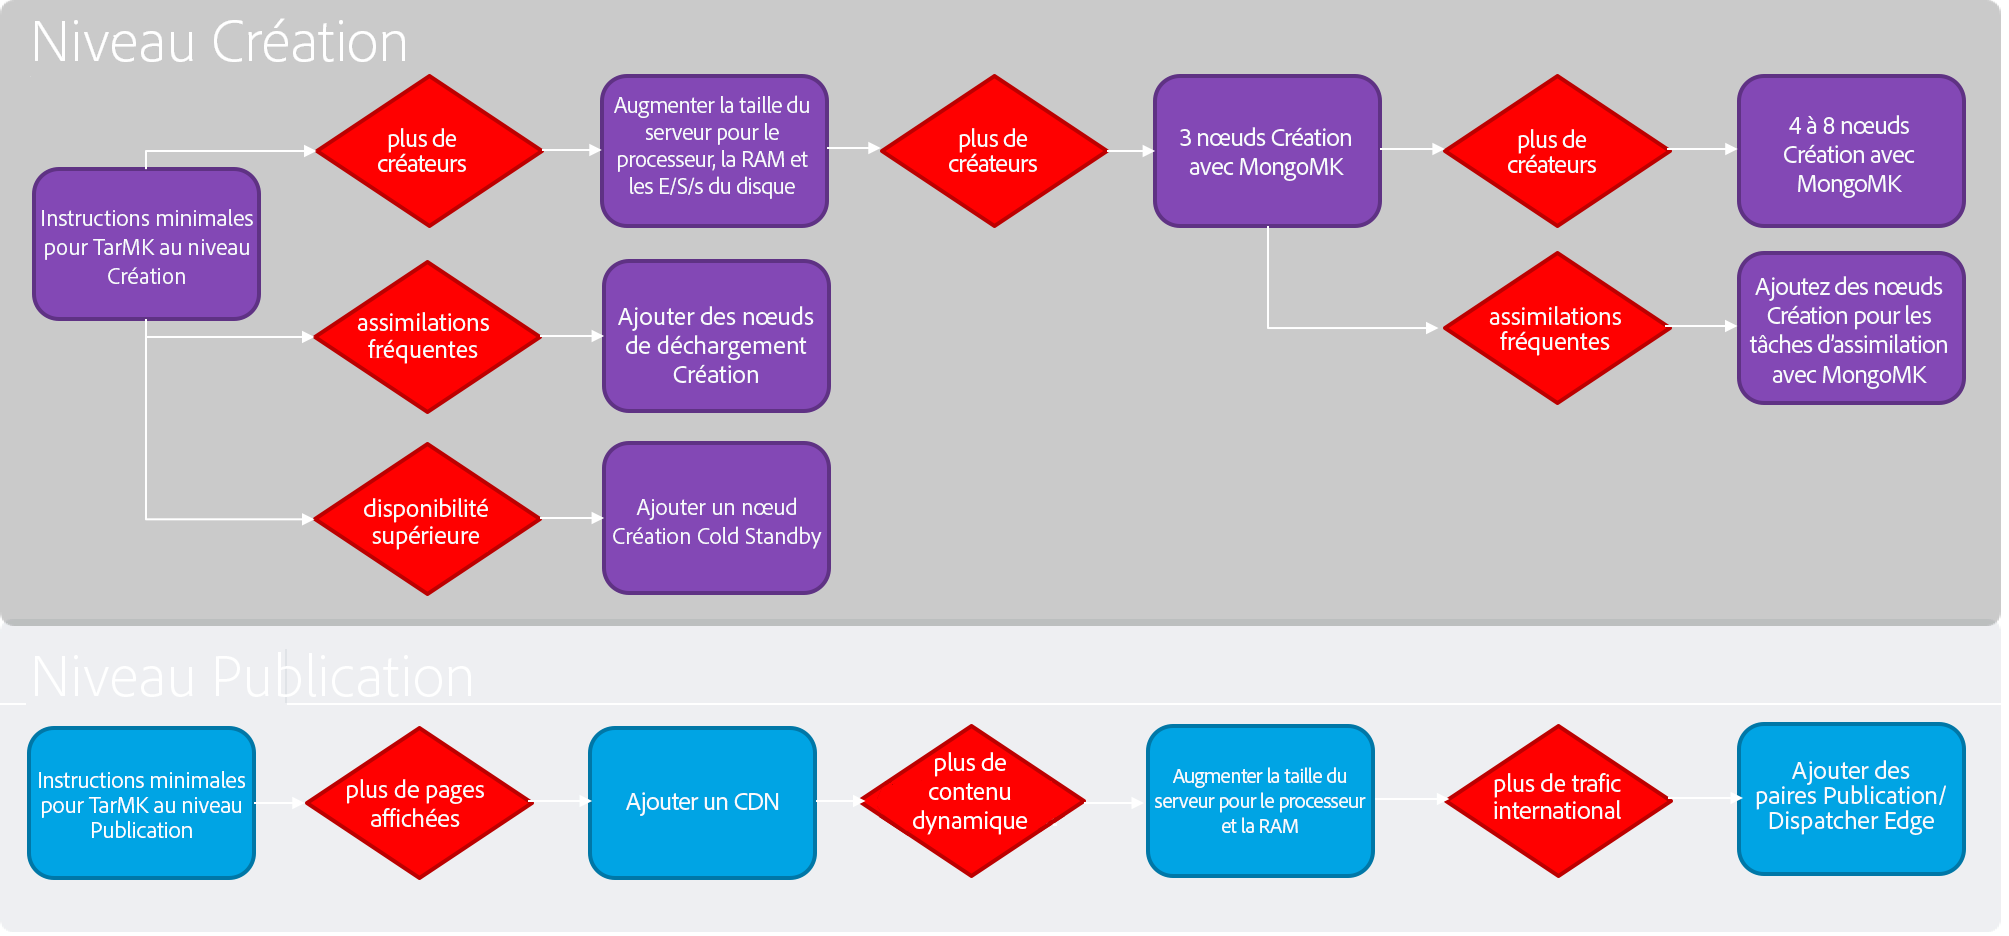 Niveau Création
Instructions minimales
pour TarMK au niveau
Création
plus de
créateurs
Augmenter la taille du
serveur pour le
processeur, la RAM et
les E/S/s du disque
plus de
créateurs
3 nœuds Création
avec MongoMK
plus de
créateurs
4 à 8 nœuds
Création avec
MongoMK
assimilations
fréquentes
Ajouter des nœuds
de déchargement
Création
assimilations
fréquentes
Ajoutez des nœuds
Création pour les
tâches d'assimilation
avec MongoMK
disponibilité
supérieure
Ajouter un nœud
Création Cold Standby
Niveau Publication
Instructions minimales
pour TarMK au niveau
Publication
plus de pages
affichées
Ajouter un CDN
plus de
contenu
dynamique
Augmenter la taille du
serveur pour le processeur
et la RAM
plus de trafic
international
Ajouter des
paires Publication/
Dispatcher Edge